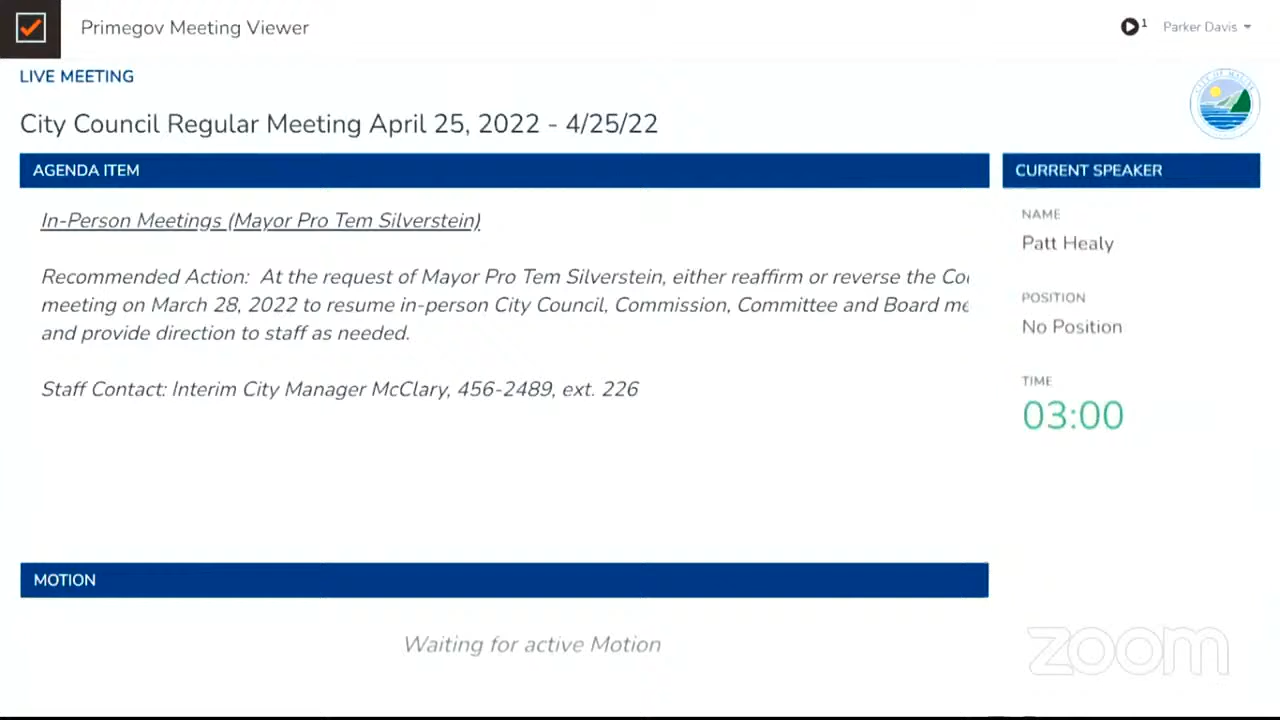 Primegov Meeting Viewer
1
Parker Davis
LIVE MEETING
City Council Regular Meeting April 25, 2022 - 4/25/22
AGENDA ITEM
CURRENT SPEAKER
In-Person Meetings (Mayor Pro Tem Silverstein)
Recommended Action: At the request of Mayor Pro Tem Silverstein, either reaffirm or reverse the
meeting on March 28, 2022 to resume in-person City Council, Commission, Committee and Board
and provide direction to staff as needed.
Staff Contact: Interim City Manager McClary, 456-2489, ext. 226
NAME
Patt Healy
POSITION
No Position
TIME
03:00
MOTION
Waiting for active Motion
zoom